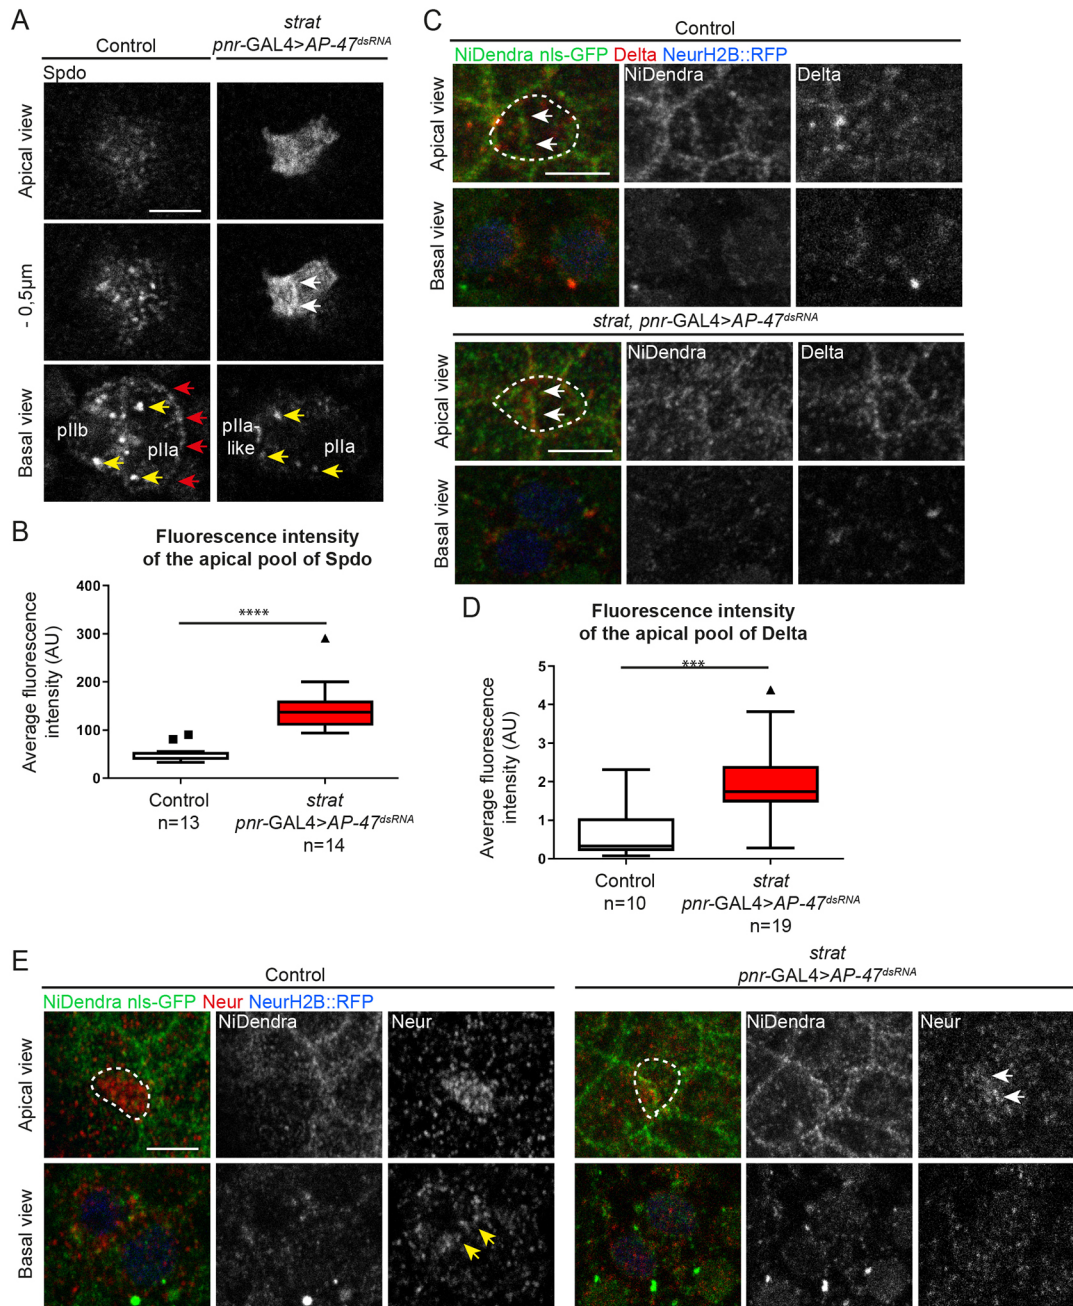 A
Control
strat
pnr-GAL4>AP-47dsRNA
Spdo
Apical view
- 0,5µm
Basal view
pIIb
pIIa
pIIa-
like
pIIa
B
Fluorescence intensity
of the apical pool of Spdo
Average fluorescence
intensity (AU)
400
300
200
100
0
****
Control
n=13
strat
pnr-GAL4>AP-47dsRNA
n=14
C
Control
NiDendra nls-GFP Delta NeurH2B::RFP
NiDendra
Delta
Apical view
Basal view
strat, pnr-GAL4>AP-47dsRNA
NiDendra
Delta
Apical view
Basal view
D
Fluorescence intensity
of the apical pool of Delta
Average fluorescence
intensity (AU)
5
4
3
2
1
0
***
Control
n=10
strat
pnr-GAL4>AP-47dsRNA
n=19
E
Control
strat
pnr-GAL4>AP-47dsRNA
NiDendra nls-GFP Neur NeurH2B::RFP
NiDendra
Neur
NiDendra
Neur
Apical view
Basal view